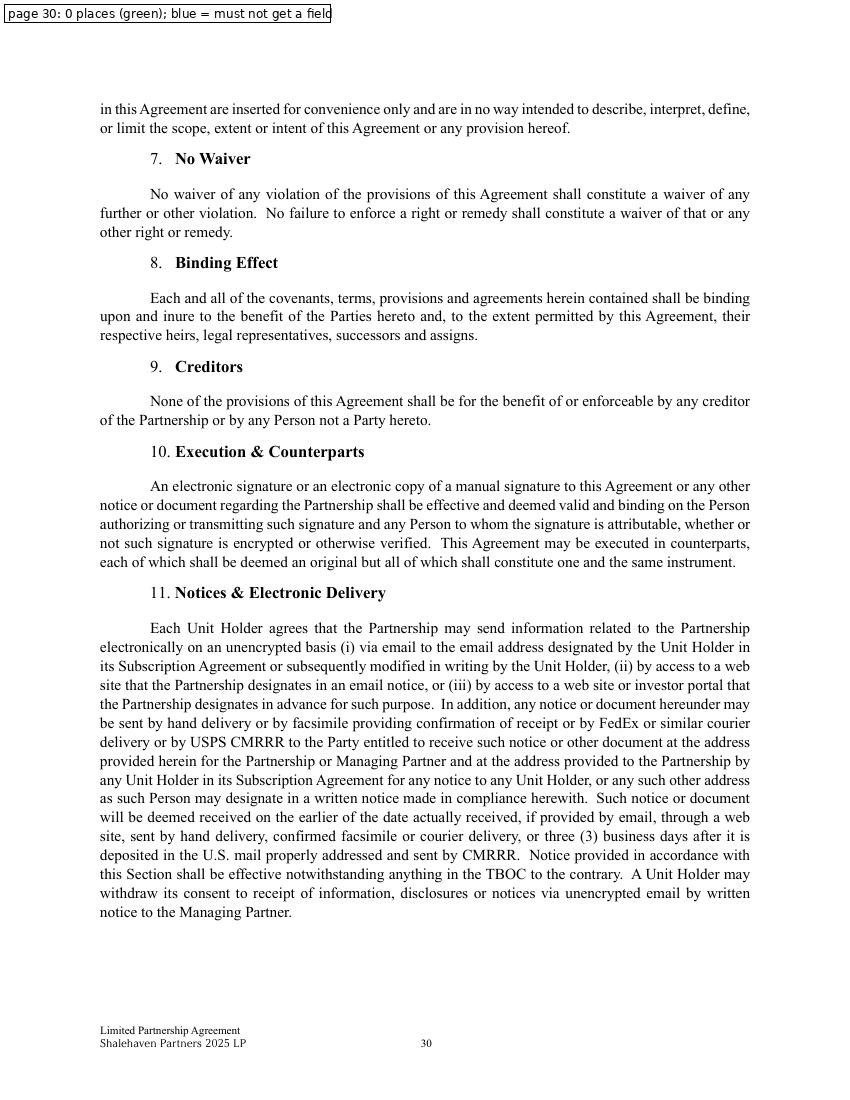 page 30: 0 places (green); blue = must not get a field
in this Agreement are inserted for convenience only and are in no way intended to describe, interpret, define,
or limit the scope, extent or intent of this Agreement or any provision hereof.
7. No Waiver
No waiver of any violation of the provisions of this Agreement shall constitute a waiver of any
further or other violation. No failure to enforce a right or remedy shall constitute a waiver of that or any
other right or remedy.
8. Binding Effect
Each and all of the covenants, terms, provisions and agreements herein contained shall be binding
upon and inure to the benefit of the Parties hereto and, to the extent permitted by this Agreement, their
respective heirs, legal representatives, successors and assigns.
9. Creditors
None of the provisions of this Agreement shall be for the benefit of or enforceable by any creditor
of the Partnership or by any Person not a Party hereto.
10. Execution & Counterparts
An electronic signature or an electronic copy of a manual signature to this Agreement or any other
notice or document regarding the Partnership shall be effective and deemed valid and binding on the Person
authorizing or transmitting such signature and any Person to whom the signature is attributable, whether or
not such signature is encrypted or otherwise verified. This Agreement may be executed in counterparts,
each of which shall be deemed an original but all of which shall constitute one and the same instrument.
11. Notices & Electronic Delivery
Each Unit Holder agrees that the Partnership may send information related to the Partnership
electronically on an unencrypted basis (i) via email to the email address designated by the Unit Holder in
its Subscription Agreement or subsequently modified in writing by the Unit Holder, (ii) by access to a web
site that the Partnership designates in an email notice, or (iii) by access to a web site or investor portal that
the Partnership designates in advance for such purpose. In addition, any notice or document hereunder may
be sent by hand delivery or by facsimile providing confirmation of receipt or by FedEx or similar courier
delivery or by USPS CMRRR to the Party entitled to receive such notice or other document at the address
provided herein for the Partnership or Managing Partner and at the address provided to the Partnership by
any Unit Holder in its Subscription Agreement for any notice to any Unit Holder, or any such other address
as such Person may designate in a written notice made in compliance herewith. Such notice or document
will be deemed received on the earlier of the date actually received, if provided by email, through a web
site, sent by hand delivery, confirmed facsimile or courier delivery, or three (3) business days after it is
deposited in the U.S. mail properly addressed and sent by CMRRR. Notice provided in accordance with
this Section shall be effective notwithstanding anything in the TBOC to the contrary. A Unit Holder may
withdraw its consent to receipt of information, disclosures or notices via unencrypted email by written
notice to the Managing Partner.
Limited Partnership Agreement
Shalehaven Partners 2025 LP 30